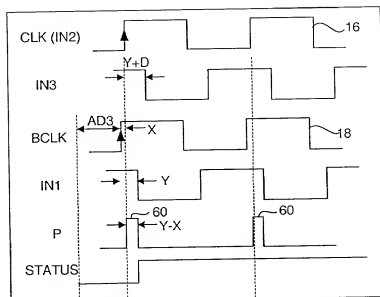 CLK (IN2)
16
Y+D
IN3
AD3
X
BCLK
18
IN1
Y
60
60
P
Y-X
STATUS